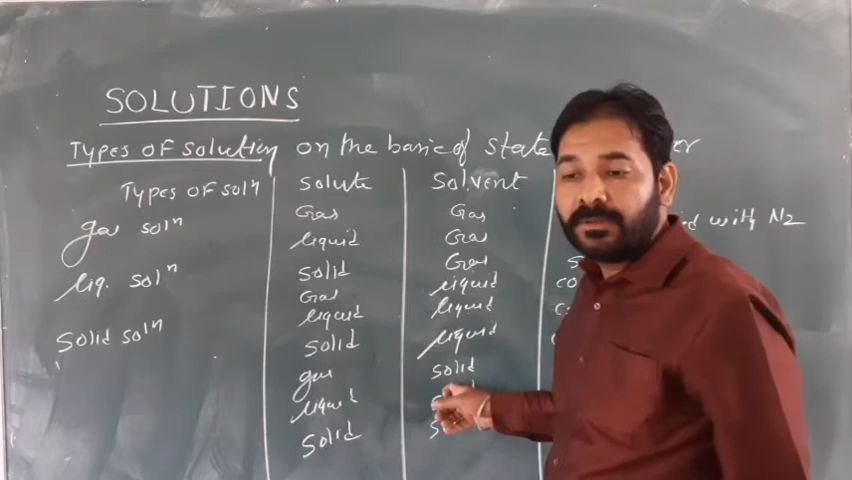 SOLUTIONS
TYPES OF SOLUTION on the basic of state
Types of solⁿ Solute Solvent
gas solⁿ Gas Gas
liquid Gas with N2
Solid Gas
liq. solⁿ Gas liquid
liquid liquid
Solid solⁿ Solid liquid
gas solid
liquid
Solid